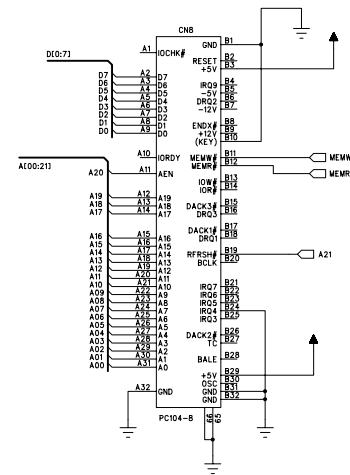 CN8
D[0:7]
A1 IOCHK# GND B1
RESET B2
+5V B3
D7 A2 D7 IRQ9 B4
D6 A3 D6 -5V B5
D5 A4 D5 DRQ2 B6
D4 A5 D4 -12V B7
D3 A6 D3
D2 A7 D2 ENDX# B8
D1 A8 D1 +12V B9
D0 A9 D0 (KEY) B10
A[00:21]
A10 IORDY MEMW# B11 MEMW
A20 A11 AEN MEMR# B12 MEMR
IOW# B13
IOR# B14
A19 A12 A19
A18 A13 A18 DACK3# B15
A17 A14 A17 DRQ3 B16
A16 A15 A16 DACK1# B17
A15 A16 A15 DRQ1 B18
A14 A17 A14
A13 A18 A13 RFRSH# B19 A21
A12 A19 A12 BCLK B20
A11 A20 A11
A10 A21 A10 IRQ7 B21
A09 A22 A9 IRQ6 B22
A08 A23 A8 IRQ5 B23
A07 A24 A7 IRQ4 B24
A06 A25 A6 IRQ3 B25
A05 A26 A5
A04 A27 A4 DACK2# B26
A03 A28 A3 TC B27
A02 A29 A2
A01 A30 A1 BALE B28
A00 A31 A0
+5V B29
OSC B30
A32 GND GND B31
GND B32
PC104-B 66 65